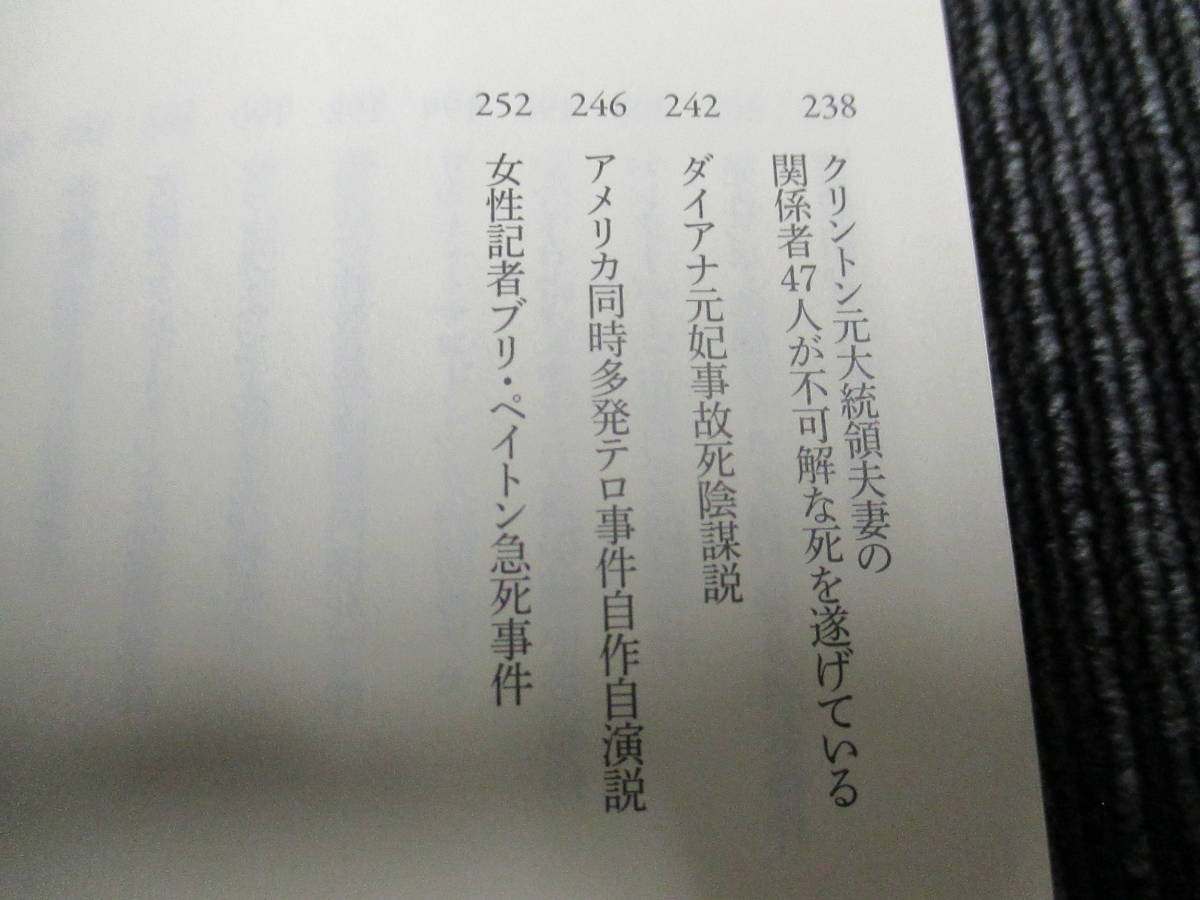 238
クリントン元大統領夫妻の
関係者47人が不可解な死を遂げている
242
ダイアナ元妃事故死陰謀説
246
アメリカ同時多発テロ事件自作自演説
252
女性記者ブリ・ペイトン急死事件